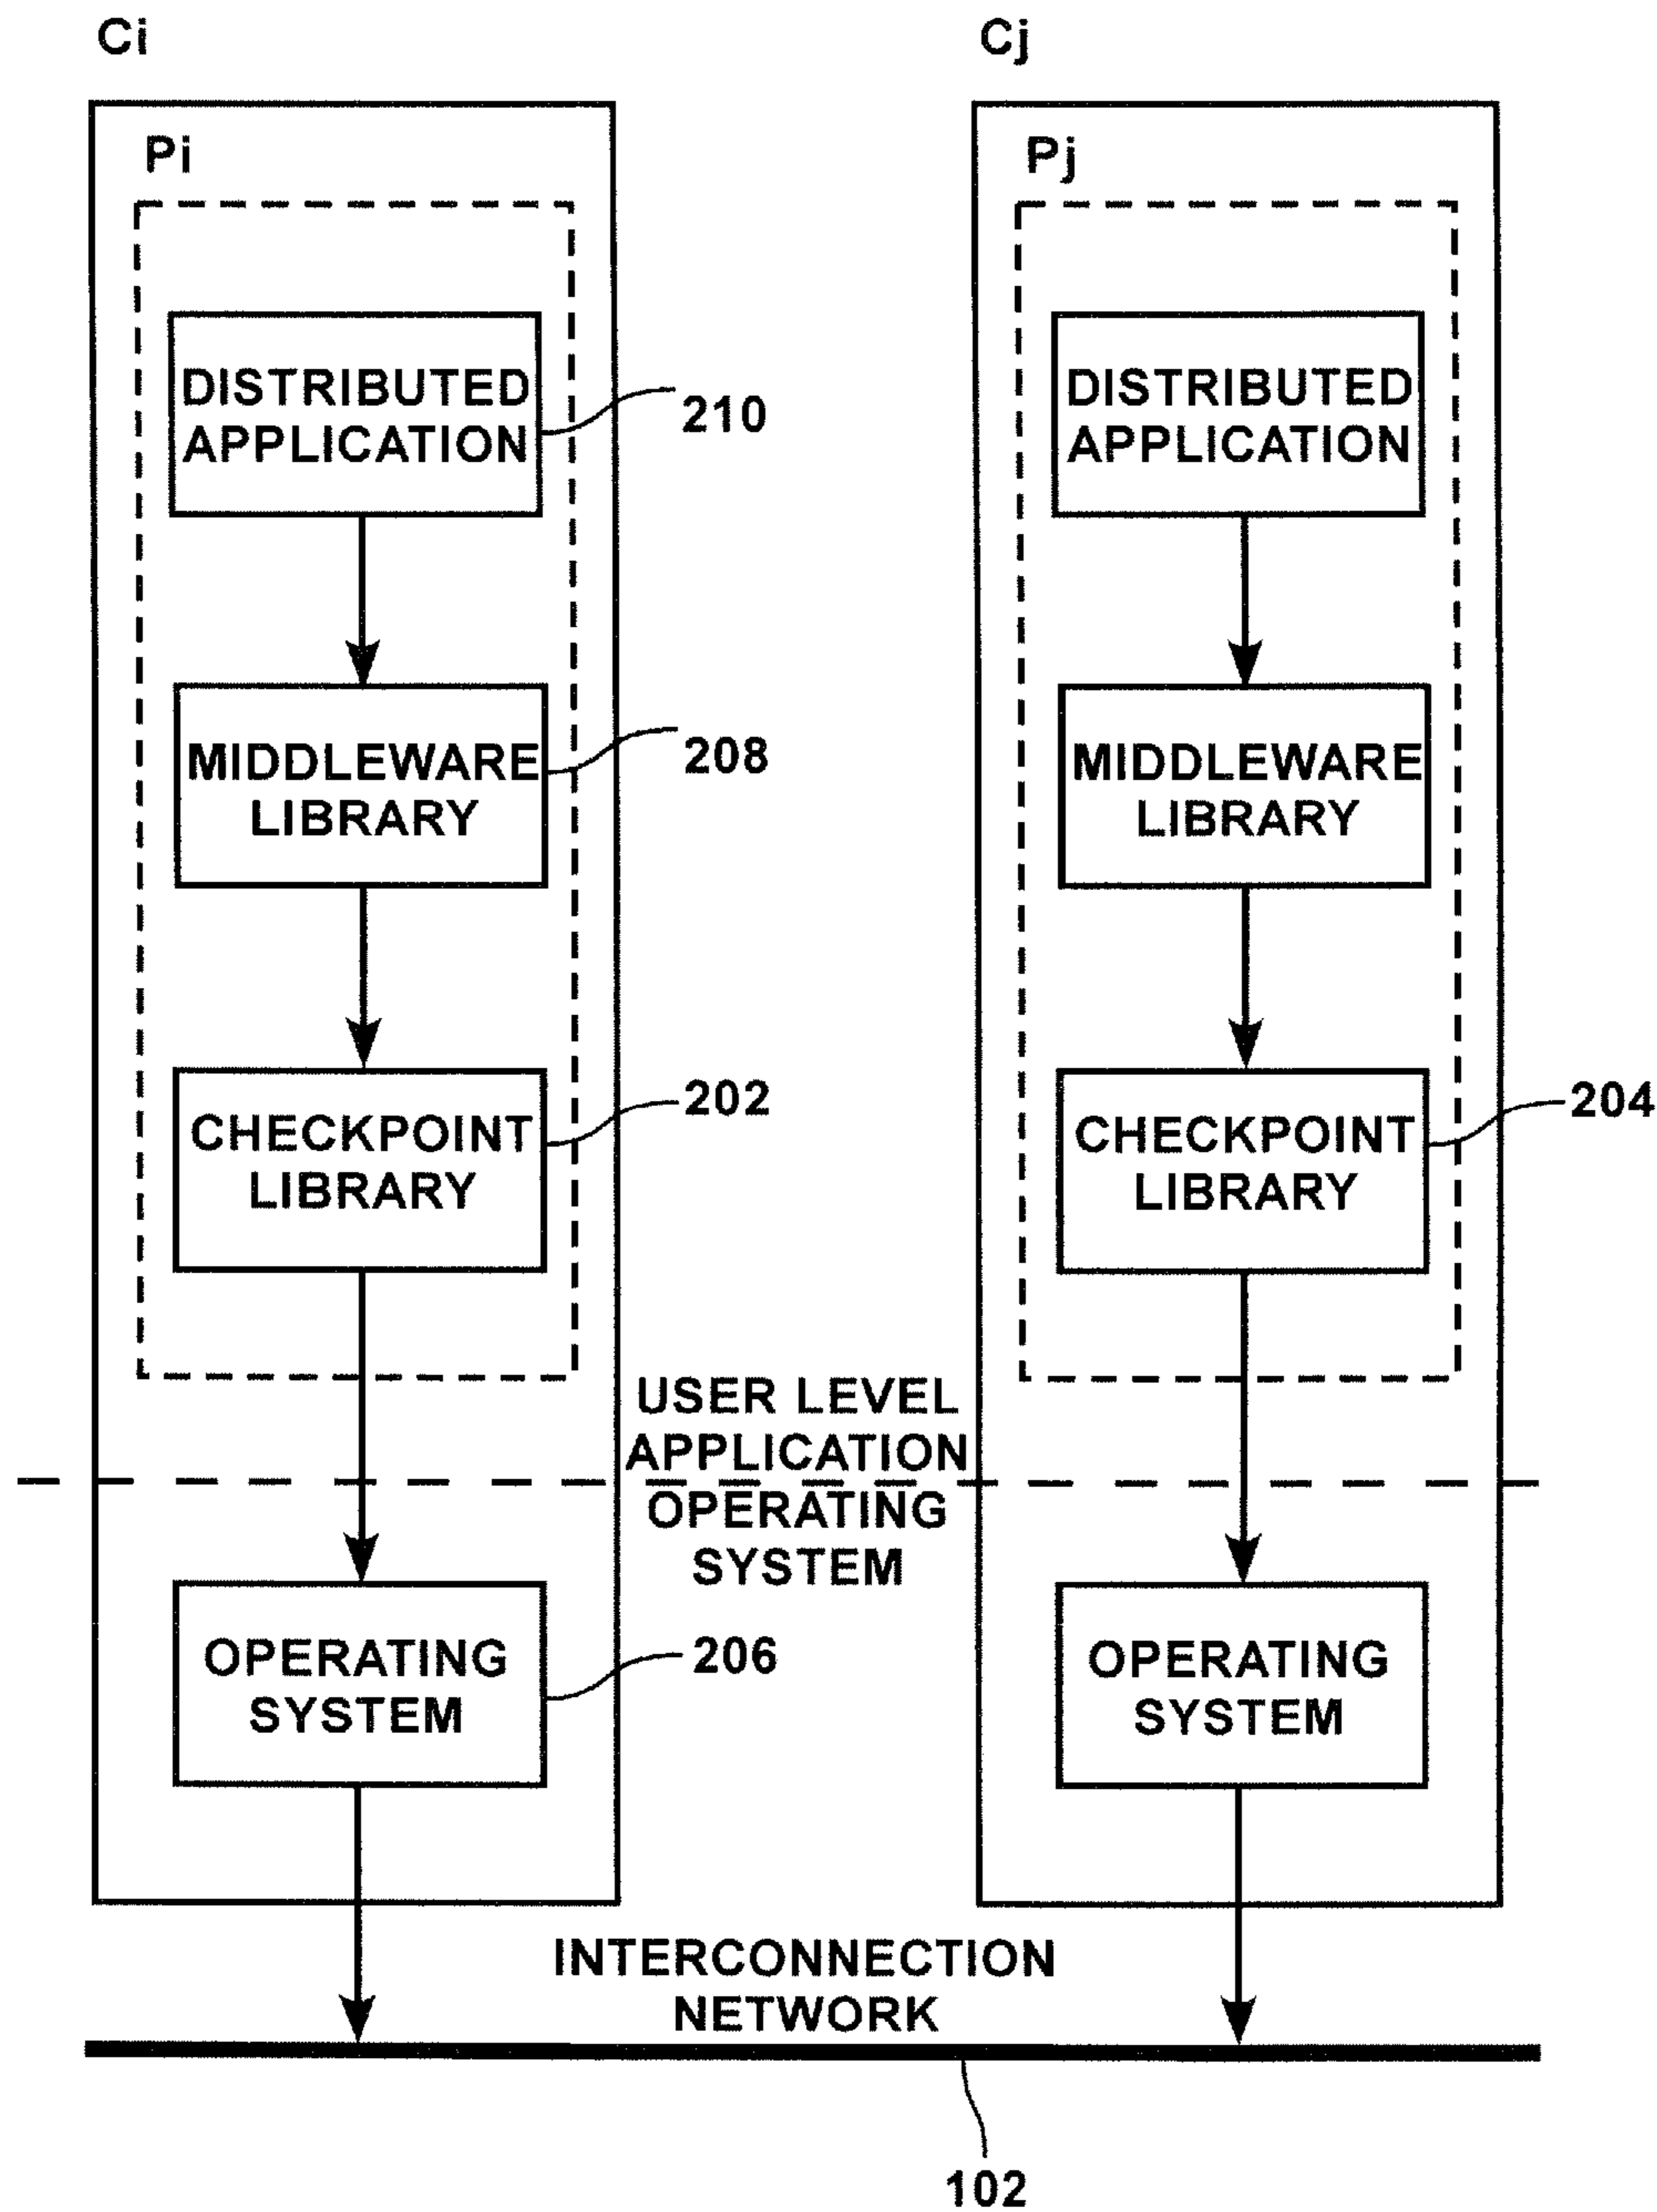 Ci
Cj
Pi
Pj
DISTRIBUTED
APPLICATION
210
DISTRIBUTED
APPLICATION
MIDDLEWARE
LIBRARY
208
MIDDLEWARE
LIBRARY
CHECKPOINT
LIBRARY
202
CHECKPOINT
LIBRARY
204
USER LEVEL
APPLICATION
OPERATING
SYSTEM
OPERATING
SYSTEM
206
OPERATING
SYSTEM
INTERCONNECTION
NETWORK
102